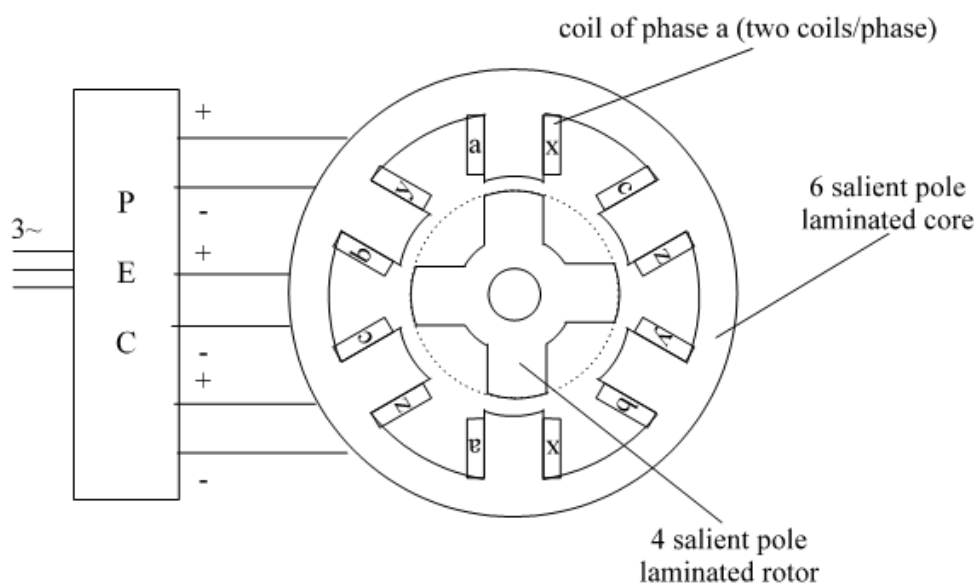 coil of phase a (two coils/phase)
+
a
x
P
y
c
6 salient pole
laminated core
-
3~
+
b
z
E
C
c
y
-
+
z
b
a
x
-
4 salient pole
laminated rotor